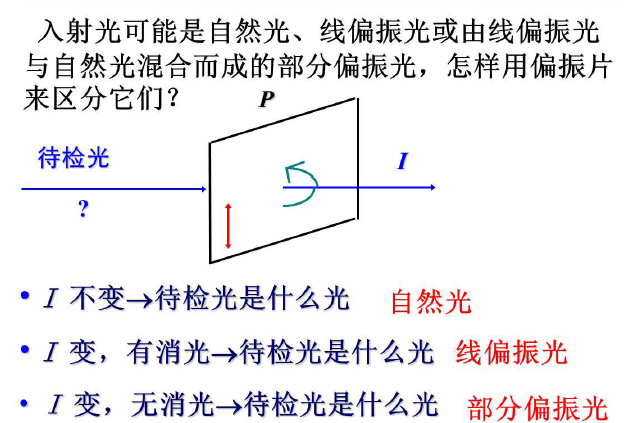 入射光可能是自然光、线偏振光或由线偏振光
与自然光混合而成的部分偏振光，怎样用偏振片
来区分它们？
P
待检光
I
?
• I 不变→待检光是什么光 自然光
• I 变，有消光→待检光是什么光 线偏振光
• I 变，无消光→待检光是什么光 部分偏振光